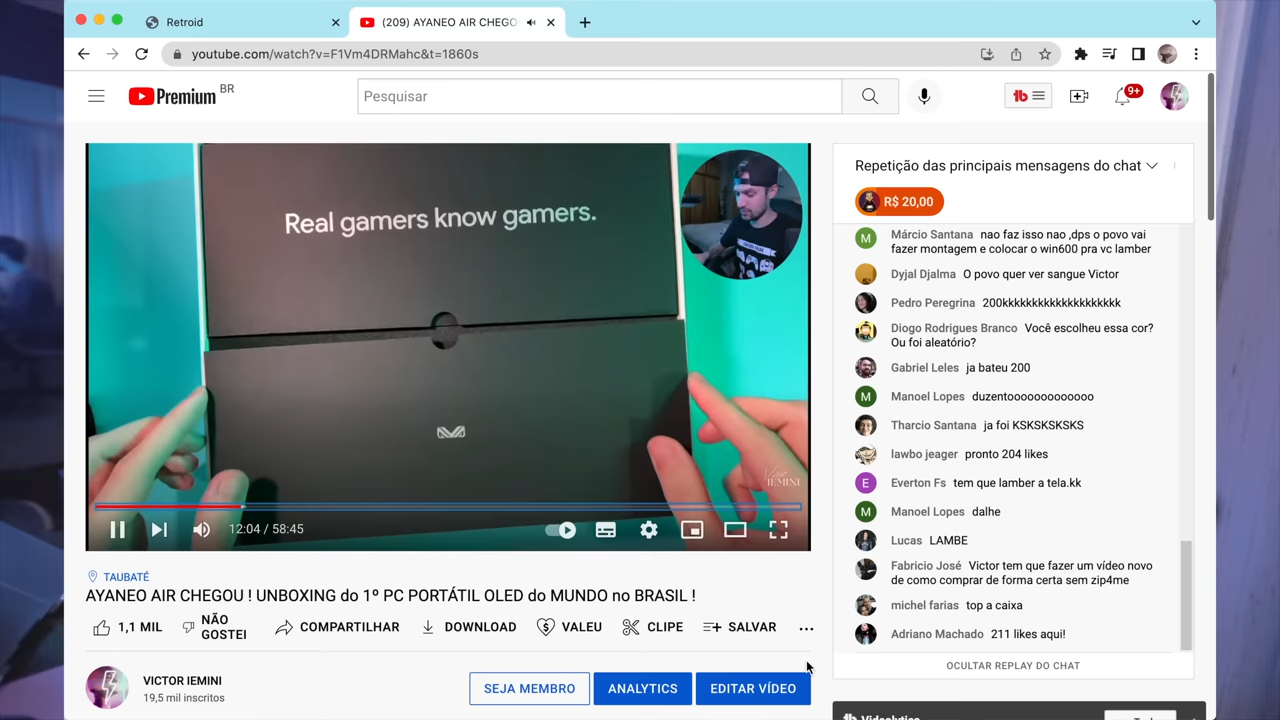 Retroid
(209) AYANEO AIR CHEGO
youtube.com/watch?v=F1Vm4DRMahc&t=1860s
Premium BR
Pesquisar
9+
Real gamers know gamers.
IEMINI
12:04 / 58:45
TAUBATÉ
AYANEO AIR CHEGOU ! UNBOXING do 1º PC PORTÁTIL OLED do MUNDO no BRASIL !
1,1 MIL
NÃO
GOSTEI
COMPARTILHAR
DOWNLOAD
VALEU
CLIPE
SALVAR
VICTOR IEMINI
19,5 mil inscritos
SEJA MEMBRO
ANALYTICS
EDITAR VÍDEO
Repetição das principais mensagens do chat
R$ 20,00
M Márcio Santana nao faz isso nao ,dps o povo vai
fazer montagem e colocar o win600 pra vc lamber
Dyjal Djalma O povo quer ver sangue Victor
Pedro Peregrina 200kkkkkkkkkkkkkkkkkkkk
Diogo Rodrigues Branco Você escolheu essa cor?
Ou foi aleatório?
Gabriel Leles ja bateu 200
M Manoel Lopes duzentooooooooooooo
Tharcio Santana ja foi KSKSKSKSKS
lawbo jeager pronto 204 likes
E Everton Fs tem que lamber a tela.kk
M Manoel Lopes dalhe
Lucas LAMBE
Fabricio José Victor tem que fazer um vídeo novo
de como comprar de forma certa sem zip4me
michel farias top a caixa
Adriano Machado 211 likes aqui!
OCULTAR REPLAY DO CHAT